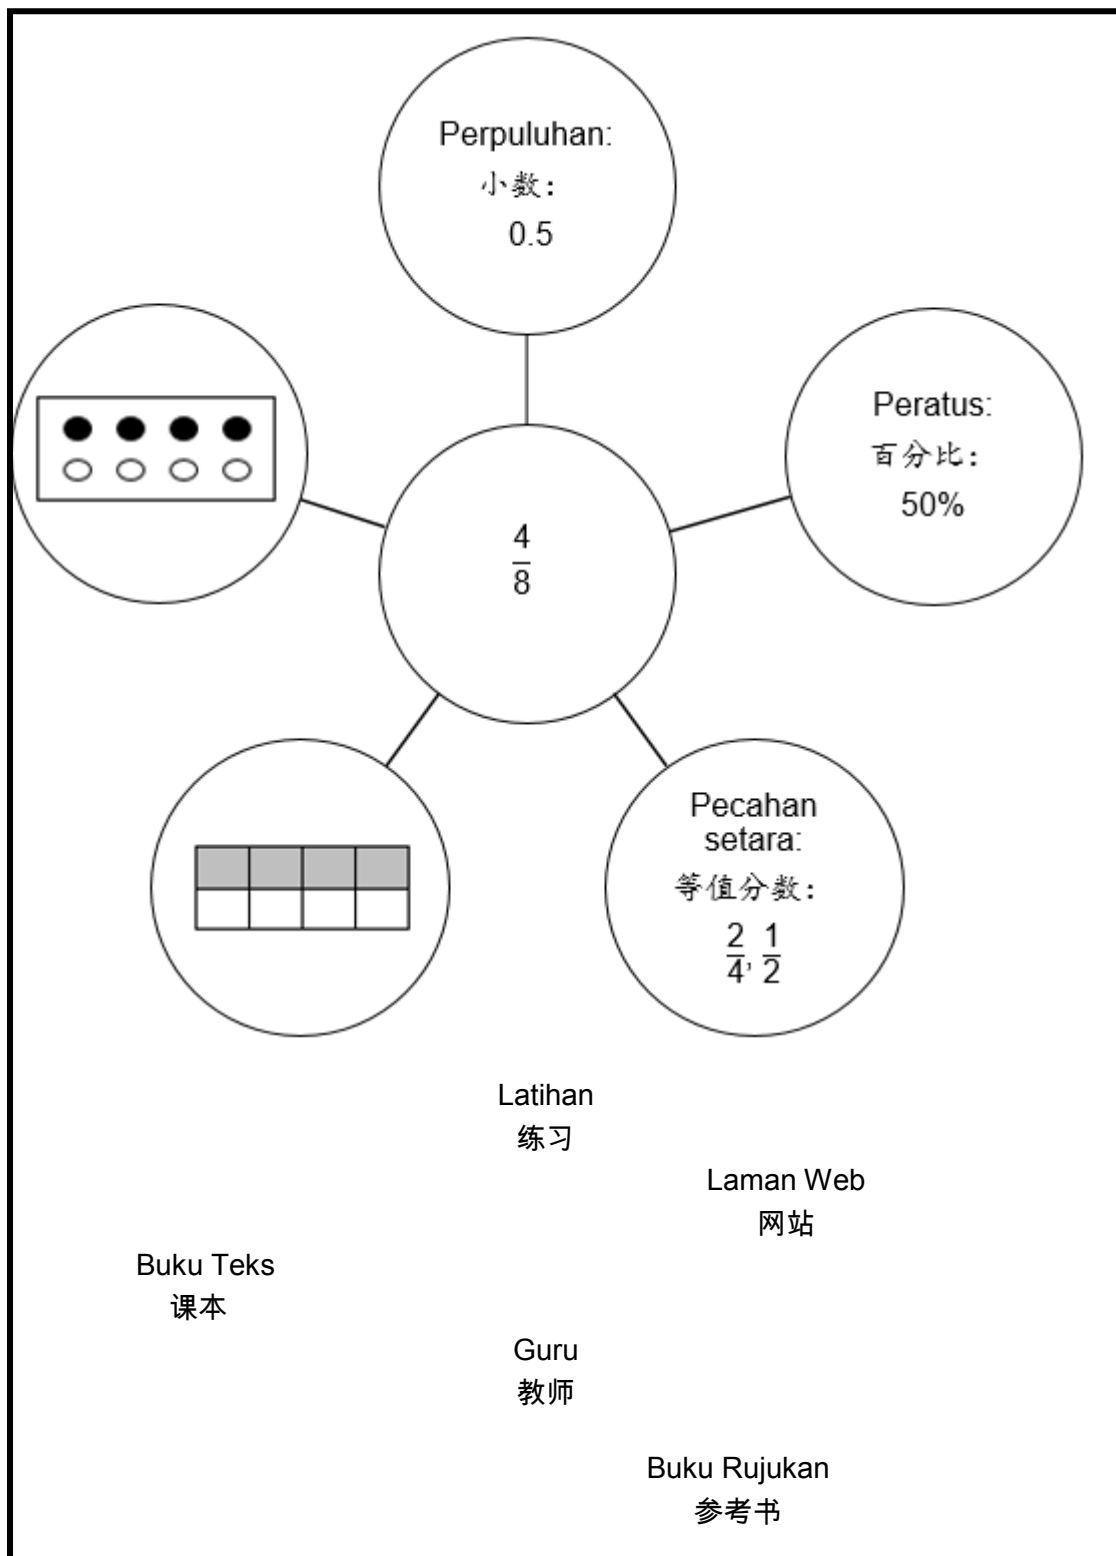 Perpuluhan:
小数：
0.5
Peratus:
百分比：
50%
4
8
Pecahan
setara:
等值分数：
2/4, 1/2
Latihan
练习
Laman Web
网站
Buku Teks
课本
Guru
教师
Buku Rujukan
参考书